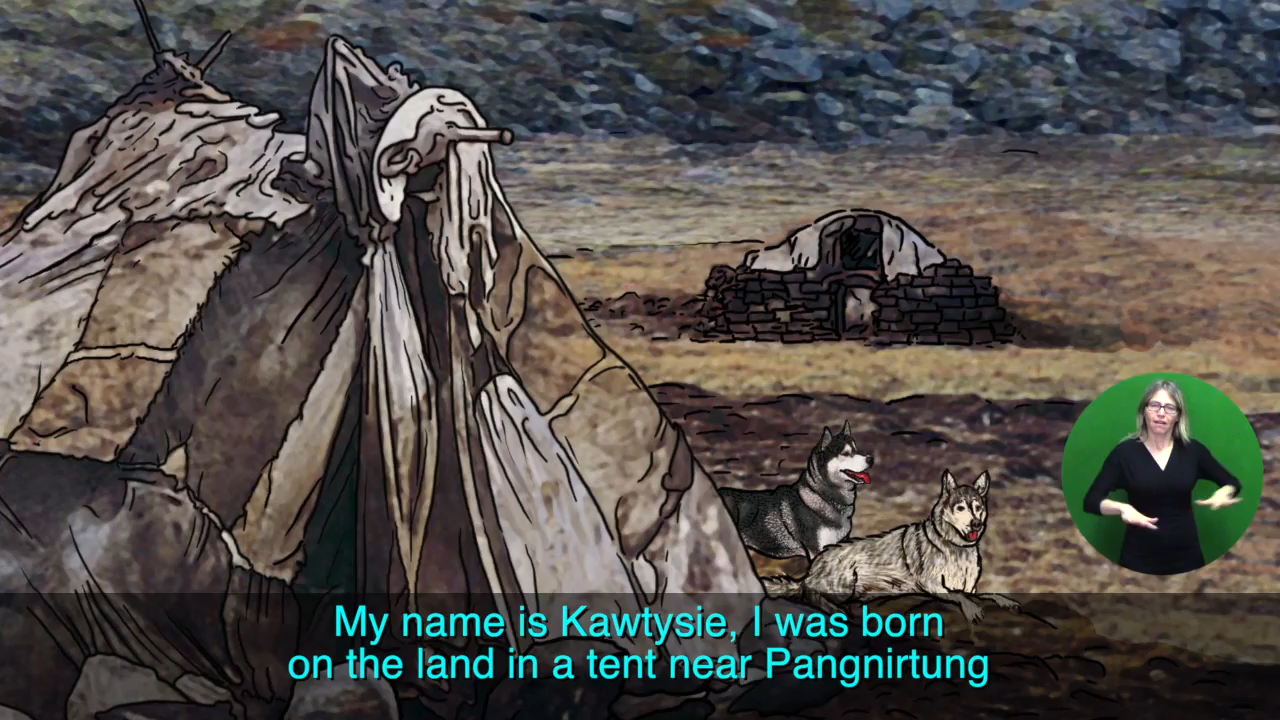 My name is Kawtysie, I was born
on the land in a tent near Pangnirtung